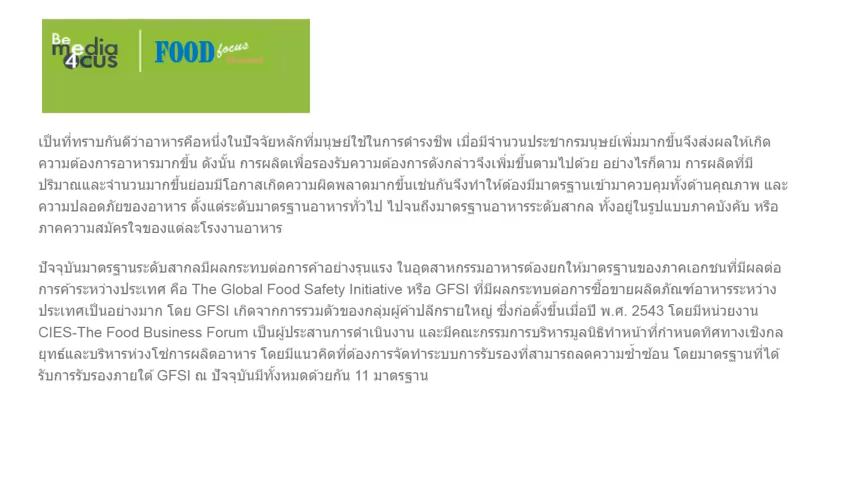 Be
media
4cus
FOOD focus
เป็นที่ทราบกันดีว่าอาหารคือหนึ่งในปัจจัยหลักที่มนุษย์ใช้ในการดำรงชีพ เมื่อมีจำนวนประชากรมนุษย์เพิ่มมากขึ้นจึงส่งผลให้เกิด
ความต้องการอาหารมากขึ้น ดังนั้น การผลิตเพื่อรองรับความต้องการดังกล่าวจึงเพิ่มขึ้นตามไปด้วย อย่างไรก็ตาม การผลิตที่มี
ปริมาณและจำนวนมากขึ้นย่อมมีโอกาสเกิดความผิดพลาดมากขึ้นเช่นกันจึงทำให้ต้องมีมาตรฐานเข้ามาควบคุมทั้งด้านคุณภาพ และ
ความปลอดภัยของอาหาร ตั้งแต่ระดับมาตรฐานอาหารทั่วไป ไปจนถึงมาตรฐานอาหารระดับสากล ทั้งอยู่ในรูปแบบภาคบังคับ หรือ
ภาคความสมัครใจของแต่ละโรงงานอาหาร
ปัจจุบันมาตรฐานระดับสากลมีผลกระทบต่อการค้าอย่างรุนแรง ในอุตสาหกรรมอาหารต้องยกให้มาตรฐานของภาคเอกชนที่มีผลต่อ
การค้าระหว่างประเทศ คือ The Global Food Safety Initiative หรือ GFSI ที่มีผลกระทบต่อการซื้อขายผลิตภัณฑ์อาหารระหว่าง
ประเทศเป็นอย่างมาก โดย GFSI เกิดจากการรวมตัวของกลุ่มผู้ค้าปลีกรายใหญ่ ซึ่งก่อตั้งขึ้นเมื่อปี พ.ศ. 2543 โดยมีหน่วยงาน
CIES-The Food Business Forum เป็นผู้ประสานการดำเนินงาน และมีคณะกรรมการบริหารมูลนิธิทำหน้าที่กำหนดทิศทางเชิงกล
ยุทธ์และบริหารห่วงโซ่การผลิตอาหาร โดยมีแนวคิดที่ต้องการจัดทำระบบการรับรองที่สามารถลดความซ้ำซ้อน โดยมาตรฐานที่ได้
รับการรับรองภายใต้ GFSI ณ ปัจจุบันมีทั้งหมดด้วยกัน 11 มาตรฐาน